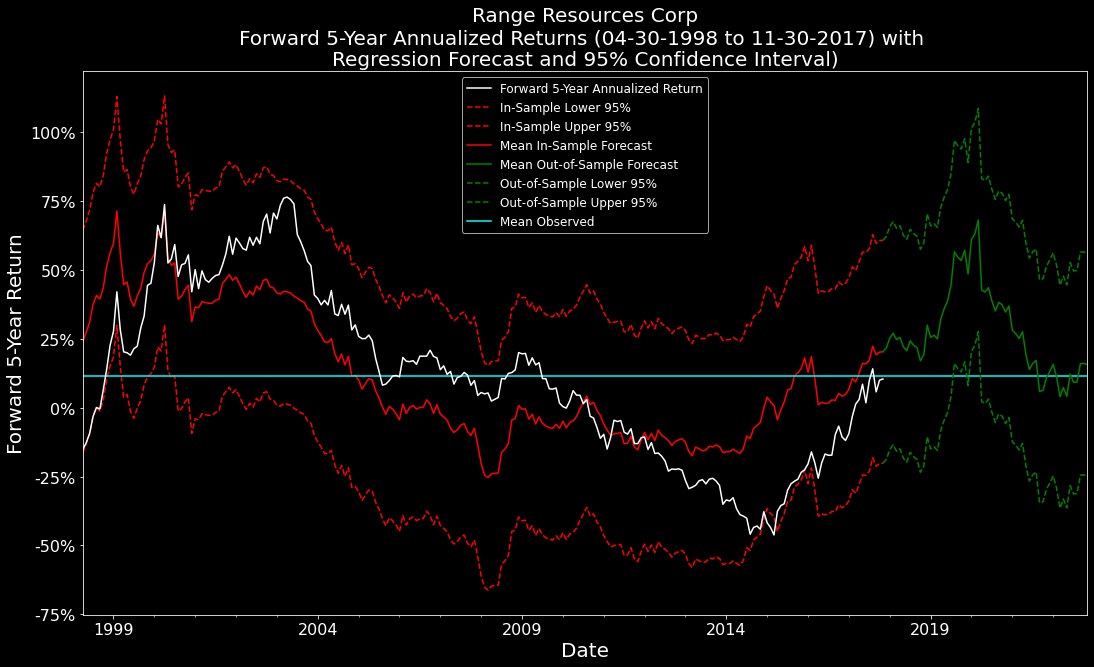 Range Resources Corp
Forward 5-Year Annualized Returns (04-30-1998 to 11-30-2017) with
Regression Forecast and 95% Confidence Interval)
Forward 5-Year Annualized Return
In-Sample Lower 95%
In-Sample Upper 95%
Mean In-Sample Forecast
Mean Out-of-Sample Forecast
Out-of-Sample Lower 95%
Out-of-Sample Upper 95%
Mean Observed
Forward 5-Year Return
100%
75%
50%
25%
0%
-25%
-50%
-75%
1999
2004
2009
2014
2019
Date